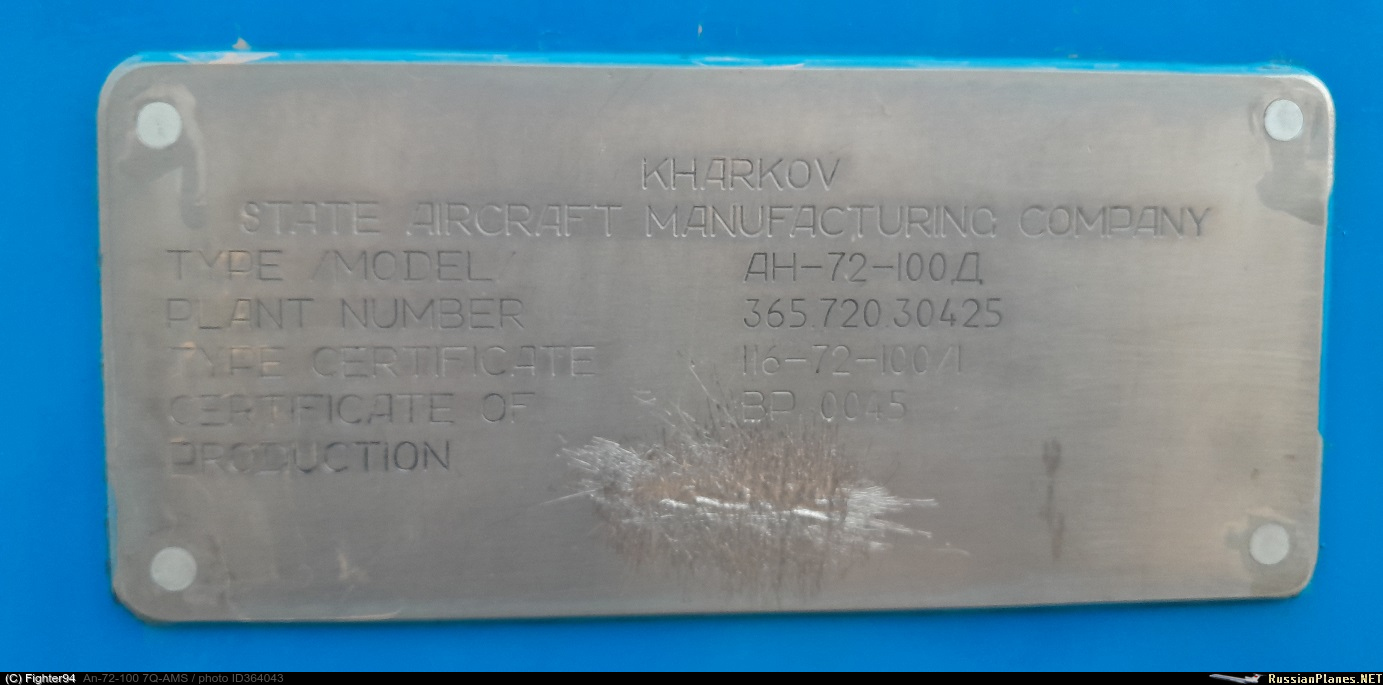 KHARKOV
STATE AIRCRAFT MANUFACTURING COMPANY
TYPE /MODEL/ АН-72-100Д
PLANT NUMBER 365.720.30425
TYPE CERTIFICATE 116-72-100/1
CERTIFICATE OF BP 0045
PRODUCTION
(C) Fighter94 An-72-100 7Q-AMS / photo ID364043 RussianPlanes.NET